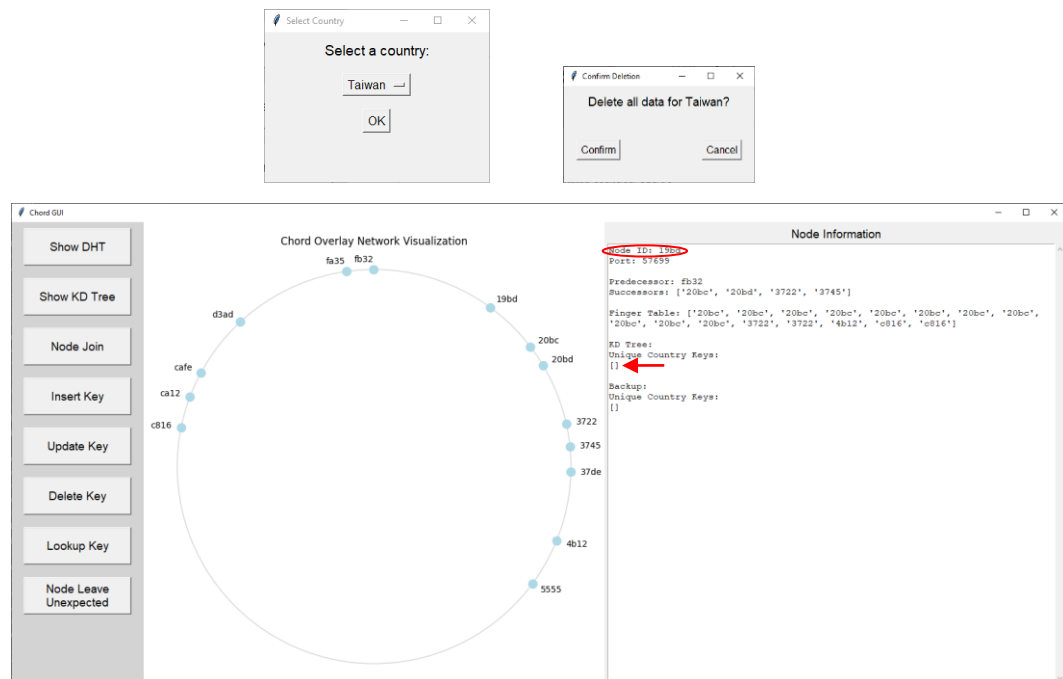 Select Country
Select a country:
Taiwan
OK
Confirm Deletion
Delete all data for Taiwan?
Confirm
Cancel
Chord GUI
Show DHT
Show KD Tree
Node Join
Insert Key
Update Key
Delete Key
Lookup Key
Node Leave
Unexpected
Chord Overlay Network Visualization
fa35
fb32
19bd
d3ad
20bc
20bd
cafe
ca12
c816
3722
3745
37de
4b12
5555
Node Information
Node ID: 19bd
Port: 57699
Predecessor: fb32
Successors: ['20bc', '20bd', '3722', '3745']
Finger Table: ['20bc', '20bc', '20bc', '20bc', '20bc', '20bc', '20bc', '20bc',
'20bc', '20bc', '20bc', '3722', '3722', '4b12', 'c816', 'c816']
KD Tree:
Unique Country Keys:
[]
Backup:
Unique Country Keys:
[]